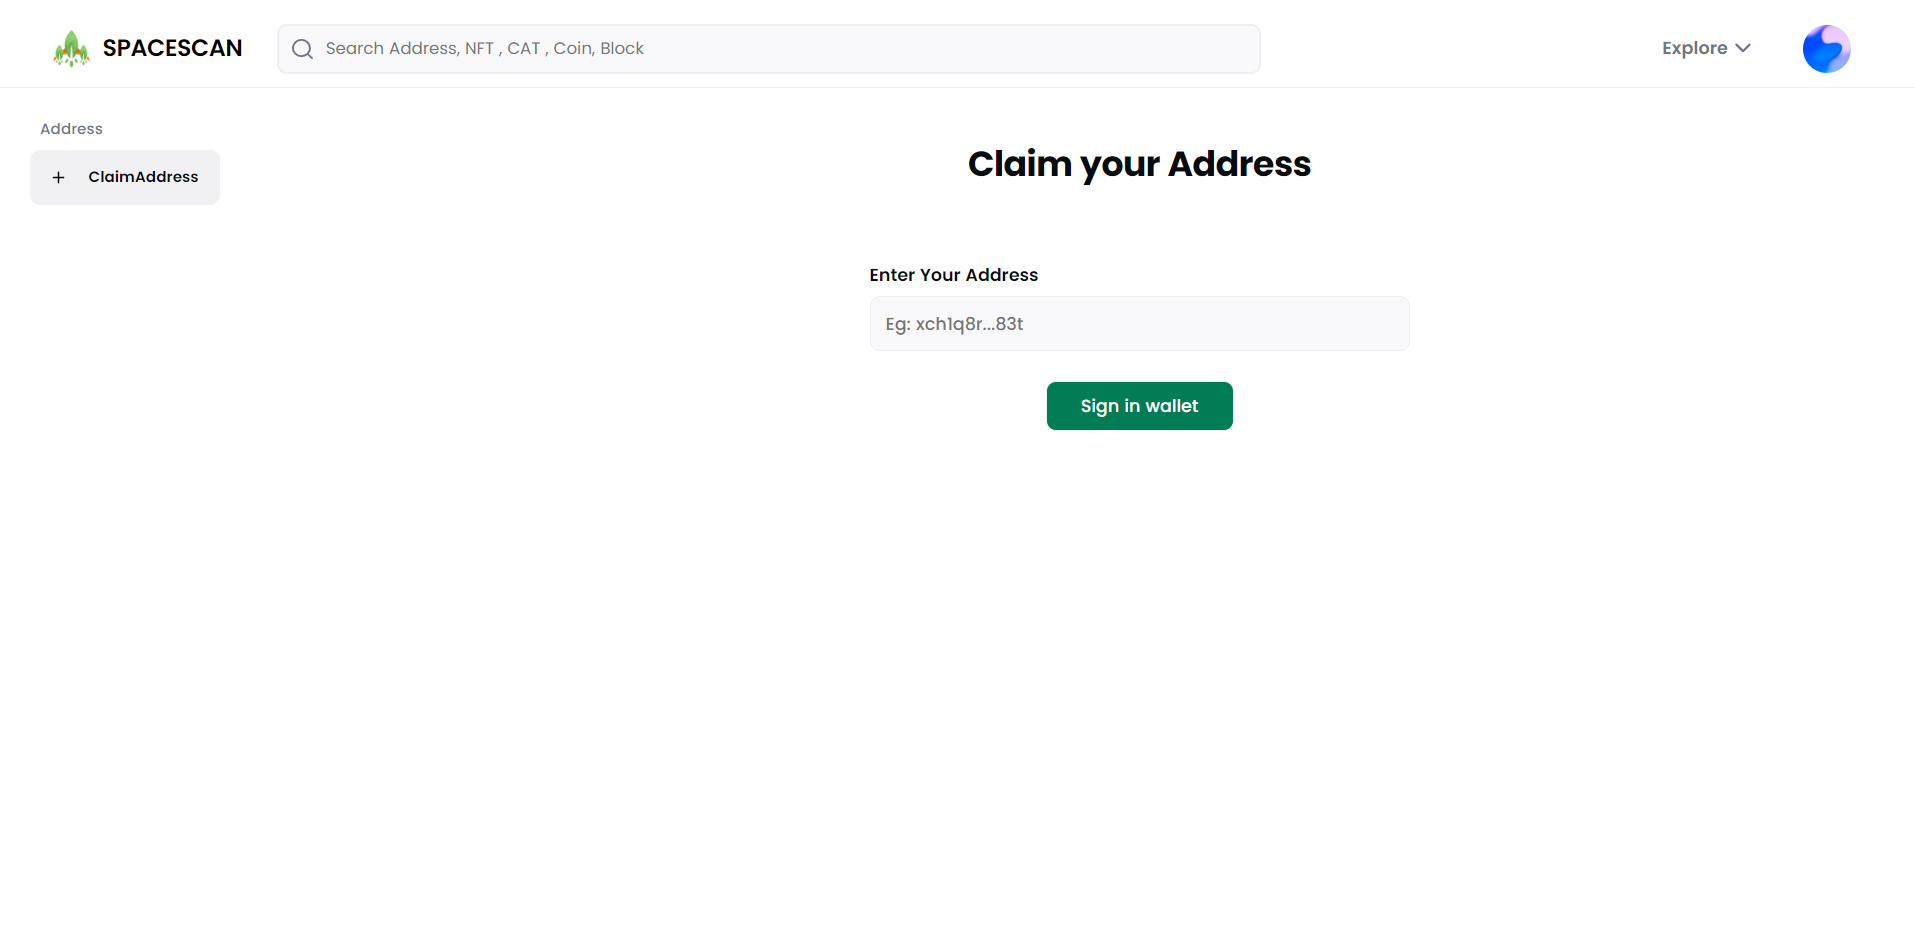 SPACESCAN
Search Address, NFT , CAT , Coin, Block
Explore
Address
ClaimAddress
Claim your Address
Enter Your Address
Eg: xch1q8r...83t
Sign in wallet